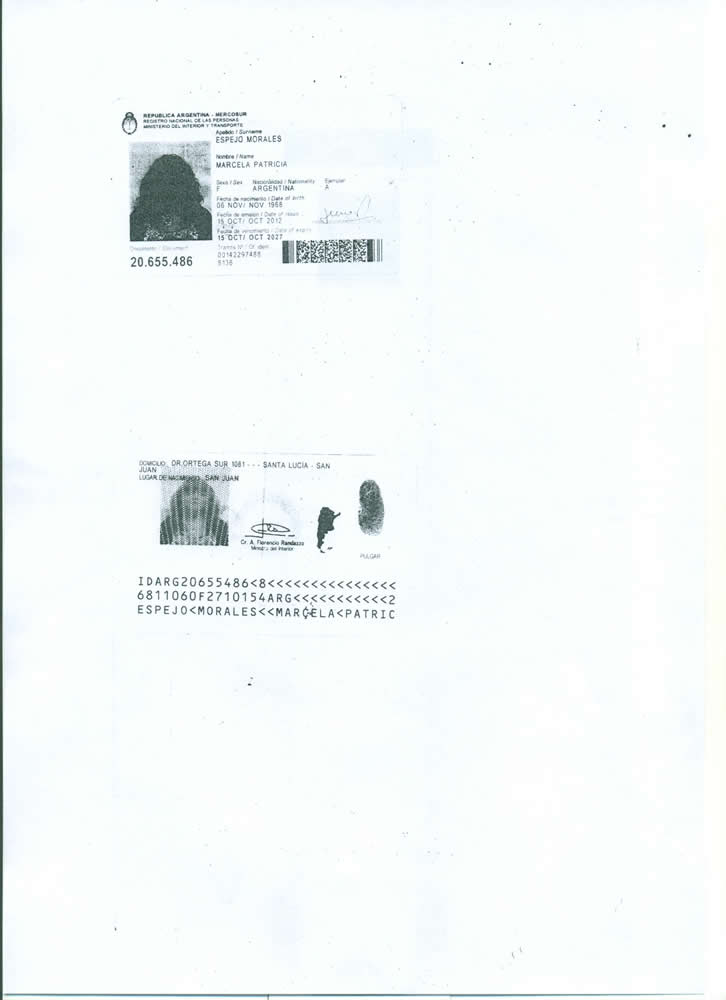 REPUBLICA ARGENTINA - MERCOSUR
REGISTRO NACIONAL DE LAS PERSONAS
MINISTERIO DEL INTERIOR Y TRANSPORTE
Apellido / Surname
ESPEJO MORALES
Nombre / Name
MARCELA PATRICIA
Sexo / Sex Nacionalidad / Nationality Ejemplar
F ARGENTINA A
Fecha de nacimiento / Date of birth
06 NOV/ NOV 1968
Fecha de emisión / Date of issue
15 OCT/ OCT 2012
Fecha de vencimiento / Date of expiry
15 OCT/ OCT 2027
Documento / Document Trámite Nº / Of. ident.
20.655.486 00142297488
8136
DOMICILIO: DR.ORTEGA SUR 1081 - - - SANTA LUCIA - SAN
JUAN
LUGAR DE NACIMIENTO: SAN JUAN
Cr. A. Florencio Randazzo
Ministro del Interior
PULGAR
IDARG20655486<8<<<<<<<<<<<<<<<
6811060F2710154ARG<<<<<<<<<<<2
ESPEJO<MORALES<<MARCELA<PATRIC